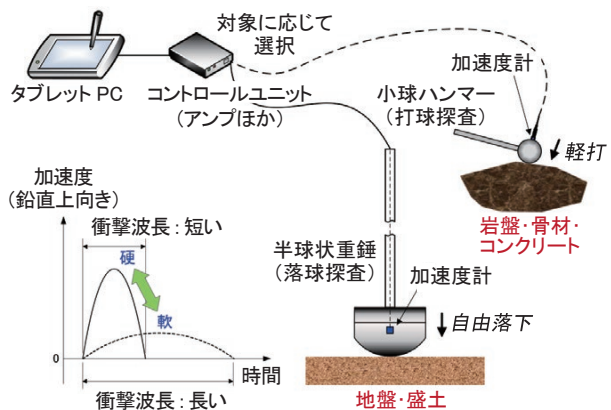 対象に応じて
選択
タブレット PC
コントロールユニット
(アンプほか)
加速度計
小球ハンマー
(打球探査)
軽打
岩盤・骨材・
コンクリート
加速度
(鉛直上向き)
衝撃波長：短い
硬
軟
0
時間
衝撃波長：長い
半球状重錘
(落球探査)
加速度計
自由落下
地盤・盛土